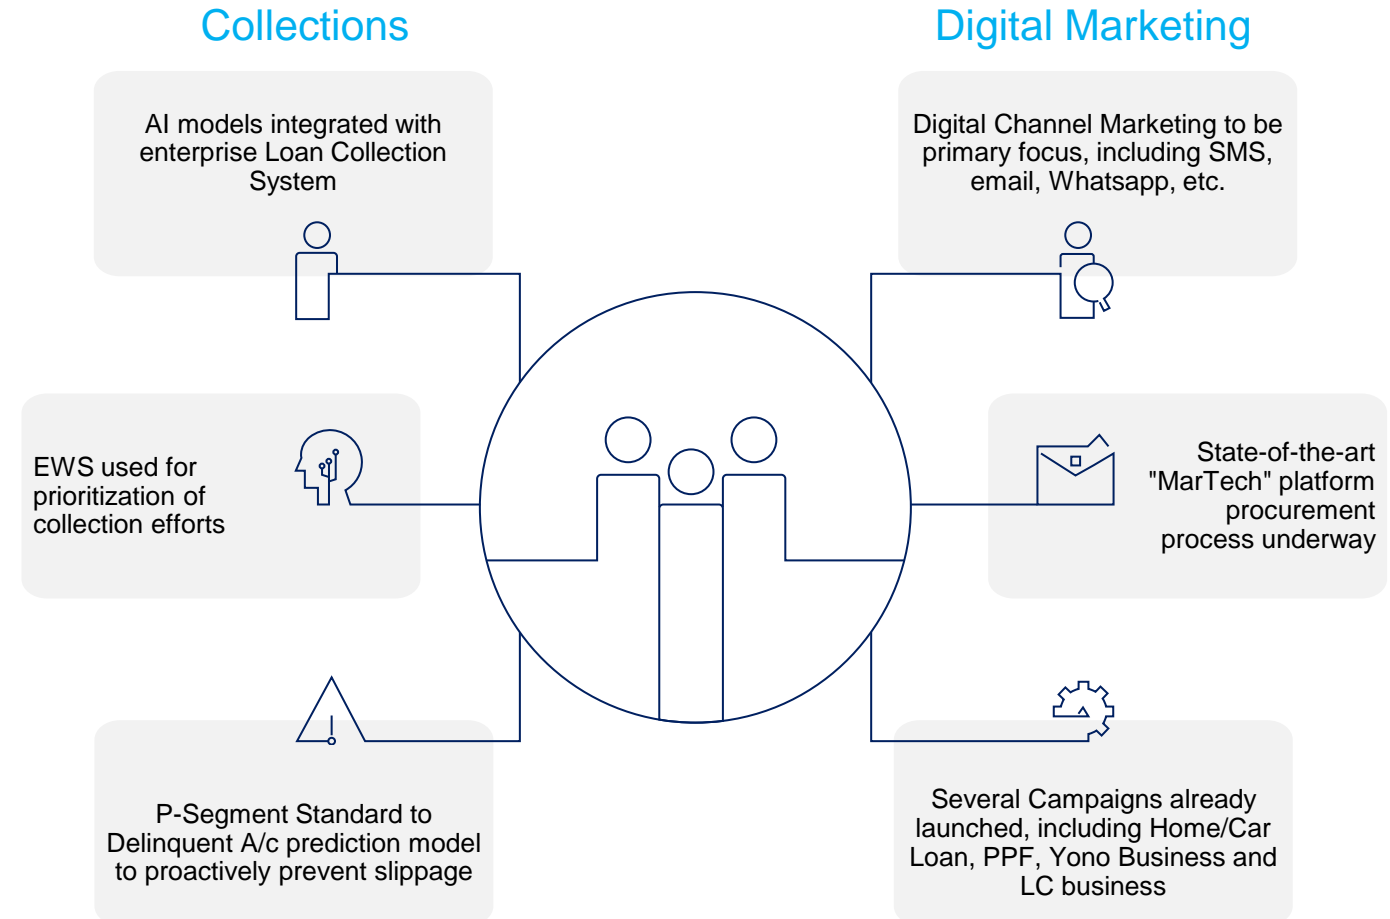 Collections
AI models integrated with
enterprise Loan Collection
System
EWS used for
prioritization of
collection efforts
P-Segment Standard to
Delinquent A/c prediction model
to proactively prevent slippage
Digital Marketing
Digital Channel Marketing to be
primary focus, including SMS,
email, Whatsapp, etc.
State-of-the-art
"MarTech" platform
procurement
process underway
Several Campaigns already
launched, including Home/Car
Loan, PPF, Yono Business and
LC business